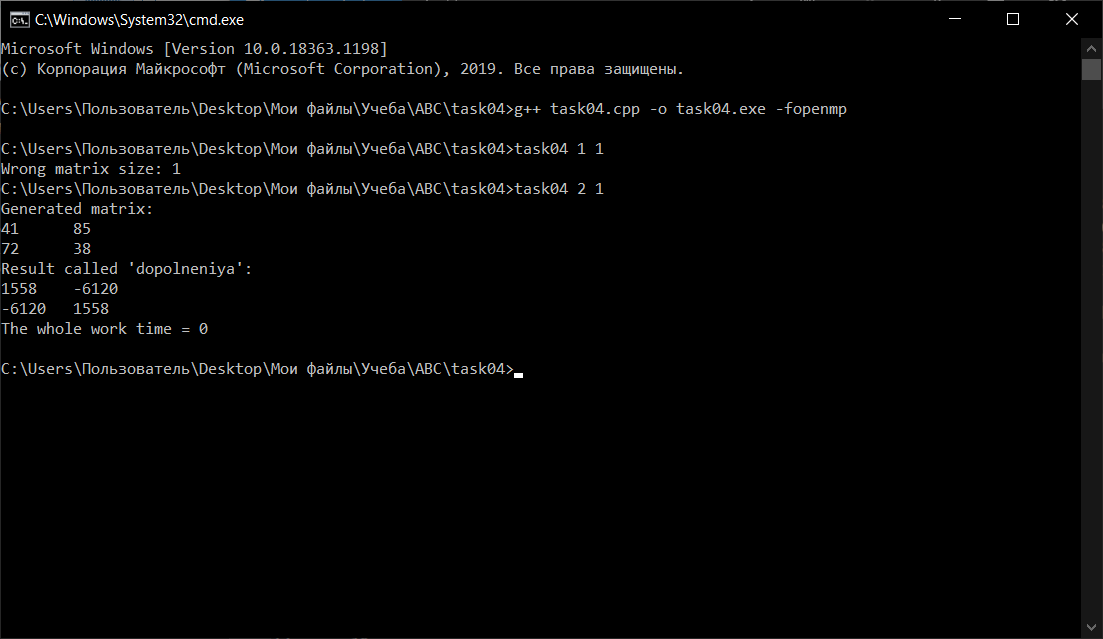 C:\Windows\System32\cmd.exe
Microsoft Windows [Version 10.0.18363.1198]
(c) Корпорация Майкрософт (Microsoft Corporation), 2019. Все права защищены.
C:\Users\Пользователь\Desktop\Мои файлы\Учеба\АВС\task04>g++ task04.cpp -o task04.exe -fopenmp
C:\Users\Пользователь\Desktop\Мои файлы\Учеба\АВС\task04>task04 1 1
Wrong matrix size: 1
C:\Users\Пользователь\Desktop\Мои файлы\Учеба\АВС\task04>task04 2 1
Generated matrix:
41 85
72 38
Result called 'dopolneniya':
1558 -6120
-6120 1558
The whole work time = 0
C:\Users\Пользователь\Desktop\Мои файлы\Учеба\АВС\task04>